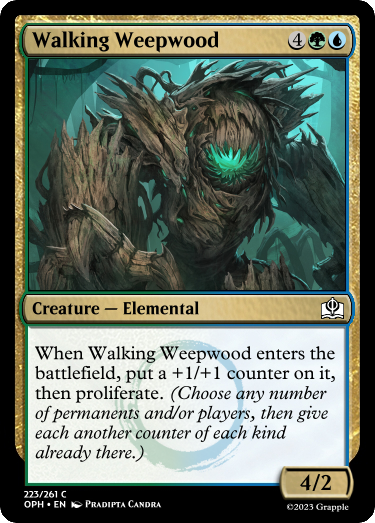 Walking Weepwood 4
Creature — Elemental
When Walking Weepwood enters the
battlefield, put a +1/+1 counter on it,
then proliferate. (Choose any number
of permanents and/or players, then give
each another counter of each kind
already there.)
4/2
223/261 C
OPH • EN Pradipta Candra
©2023 Grapple